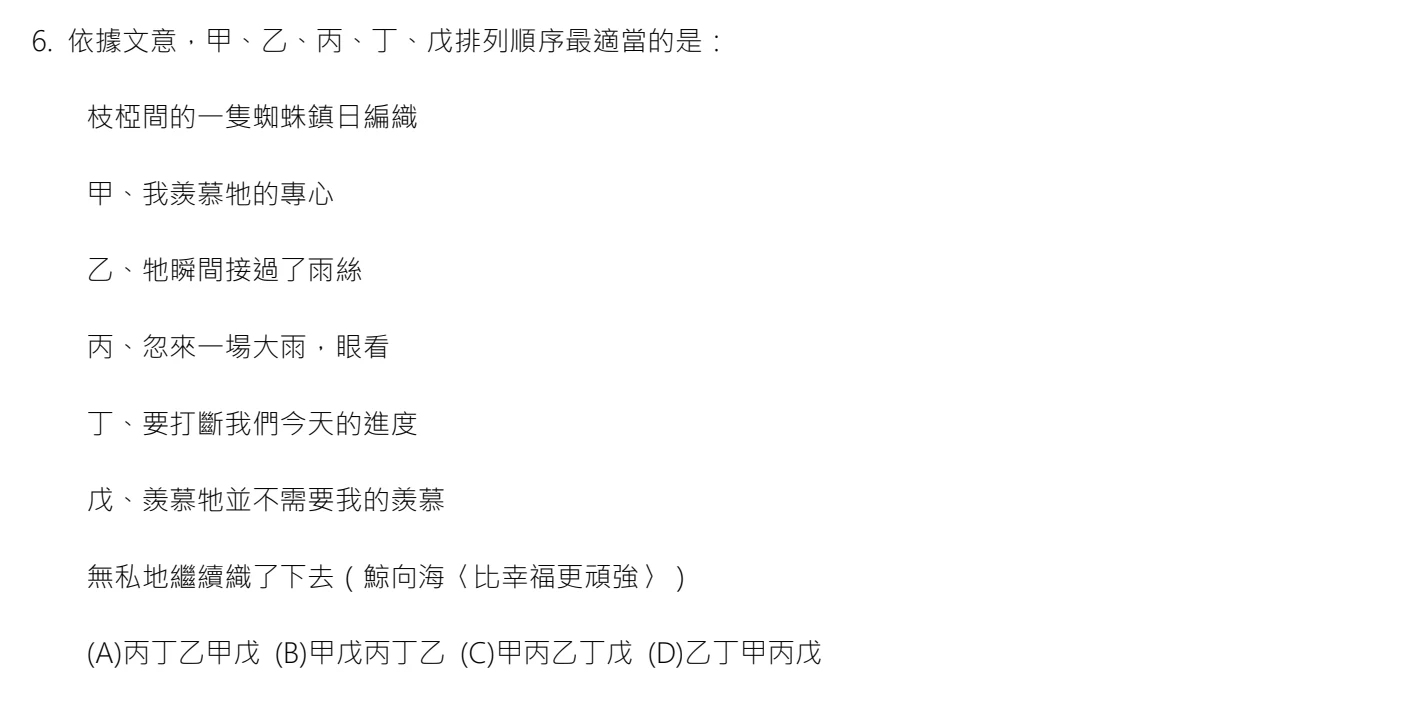 6. 依據文意，甲、乙、丙、丁、戊排列順序最適當的是：
枝椏間的一隻蜘蛛鎮日編織
甲、我羨慕牠的專心
乙、牠瞬間接過了雨絲
丙、忽來一場大雨，眼看
丁、要打斷我們今天的進度
戊、羨慕牠並不需要我的羨慕
無私地繼續織了下去（鯨向海〈比幸福更頑強〉）
(A)丙丁乙甲戊 (B)甲戊丙丁乙 (C)甲丙乙丁戊 (D)乙丁甲丙戊